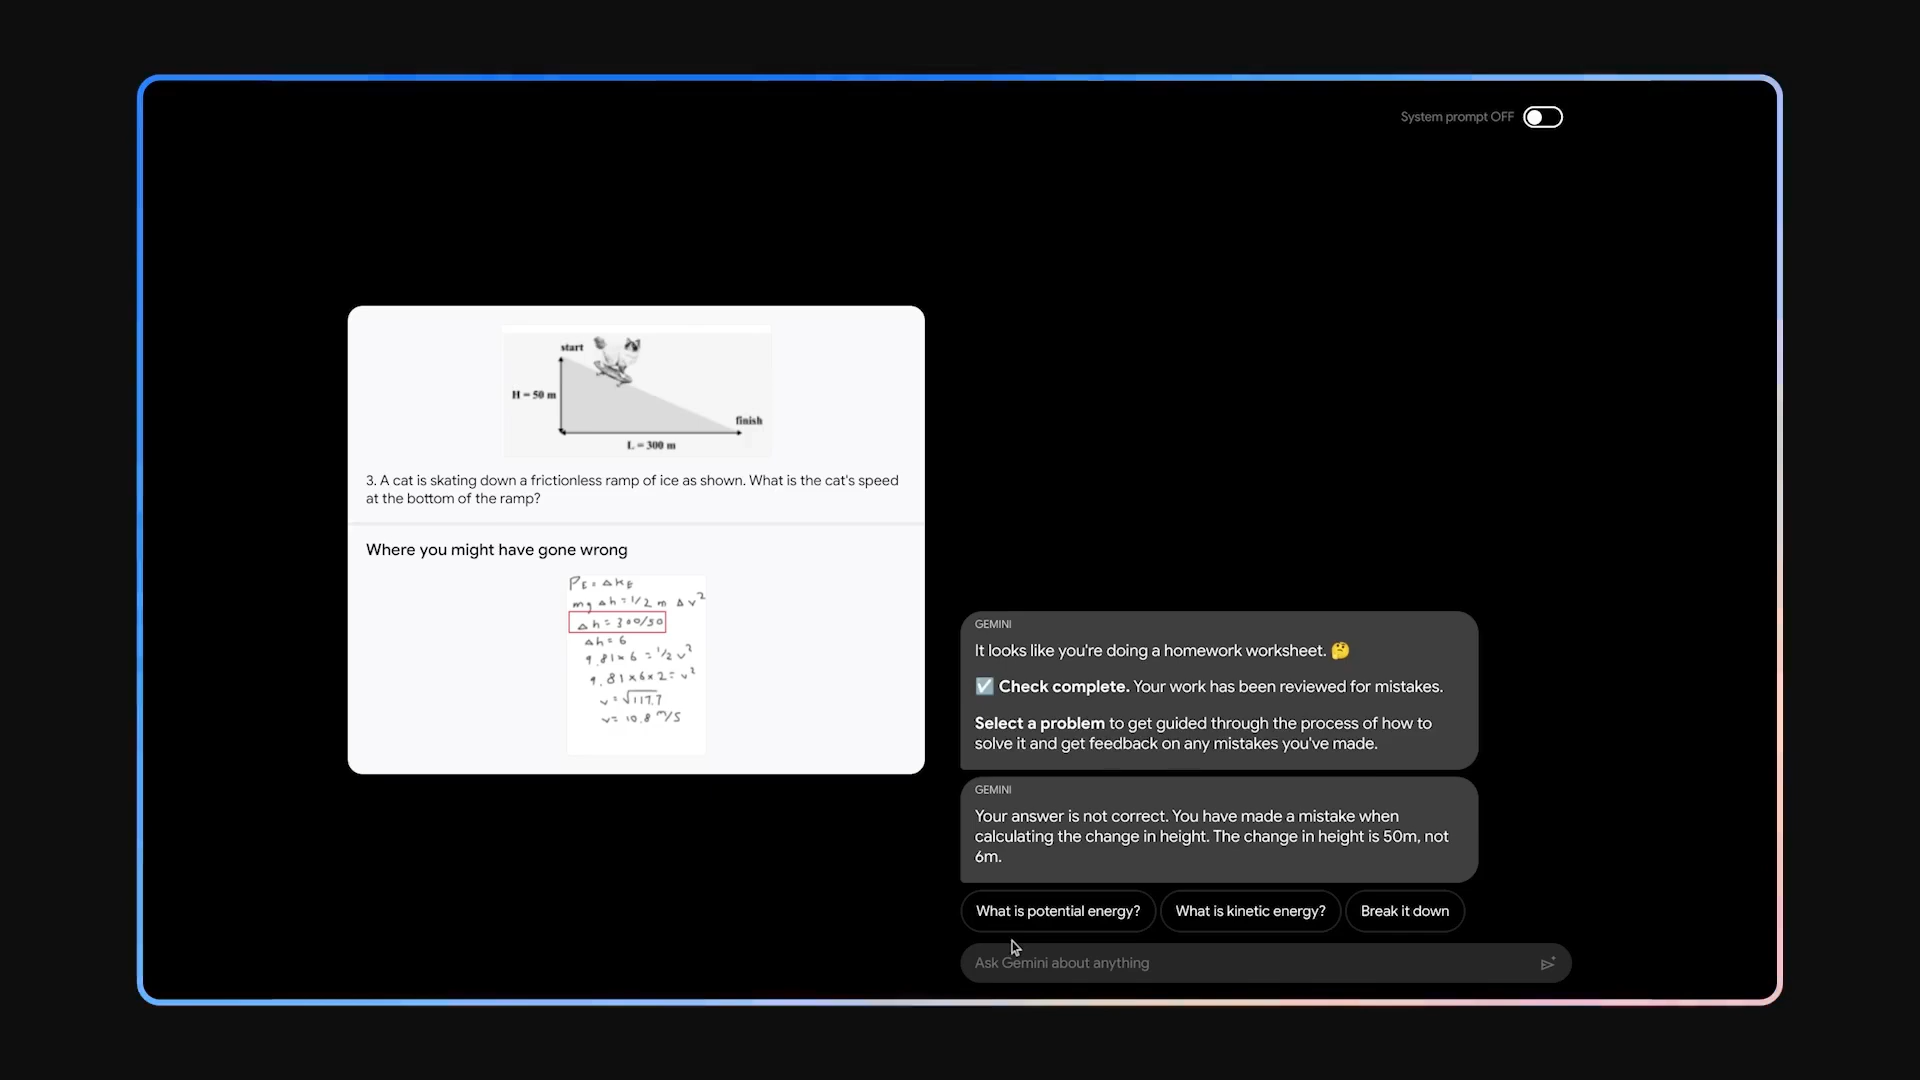 System prompt OFF
start
H = 50 m
finish
L = 300 m
3. A cat is skating down a frictionless ramp of ice as shown. What is the cat's speed
at the bottom of the ramp?
Where you might have gone wrong
PE = ΔKE
mg Δh = 1/2 m Δv²
Δh = 300/50
Δh = 6
9.81 x 6 = 1/2 v²
9.81 x 6 x 2 = v²
v = √117.7
v = 10.8 m/s
GEMINI
It looks like you're doing a homework worksheet. 🤔
☑️ Check complete. Your work has been reviewed for mistakes.
Select a problem to get guided through the process of how to
solve it and get feedback on any mistakes you've made.
GEMINI
Your answer is not correct. You have made a mistake when
calculating the change in height. The change in height is 50m, not
6m.
What is potential energy? What is kinetic energy? Break it down
Ask Gemini about anything